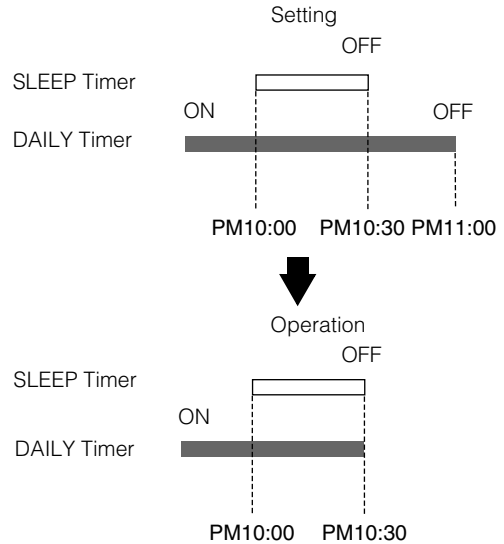 Setting
OFF
SLEEP Timer
ON OFF
DAILY Timer
PM10:00 PM10:30 PM11:00
Operation
OFF
SLEEP Timer
ON
DAILY Timer
PM10:00 PM10:30